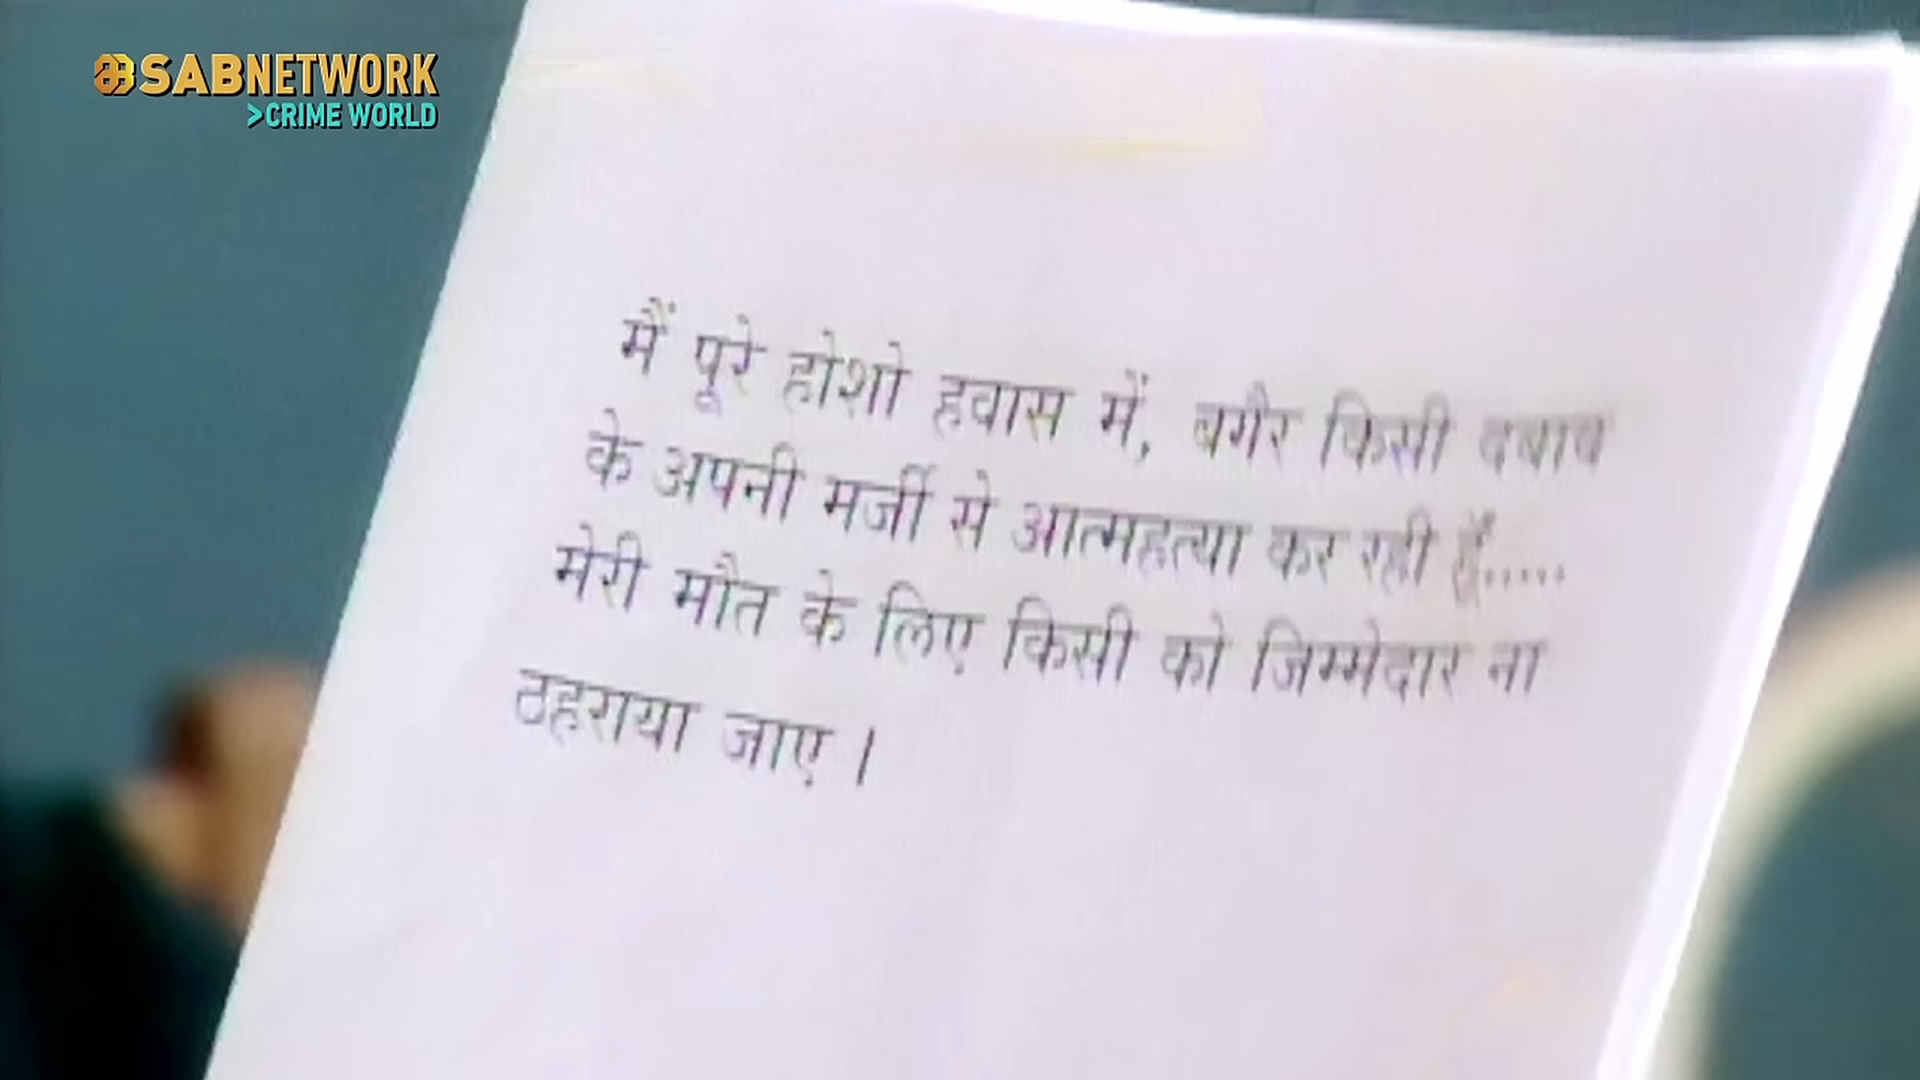 SABNETWORK
>CRIME WORLD
मैं पूरे होशो हवास में, बगैर किसी दबाव
के अपनी मर्जी से आत्महत्या कर रही हूँ.....
मेरी मौत के लिए किसी को जिम्मेदार ना
ठहराया जाए ।